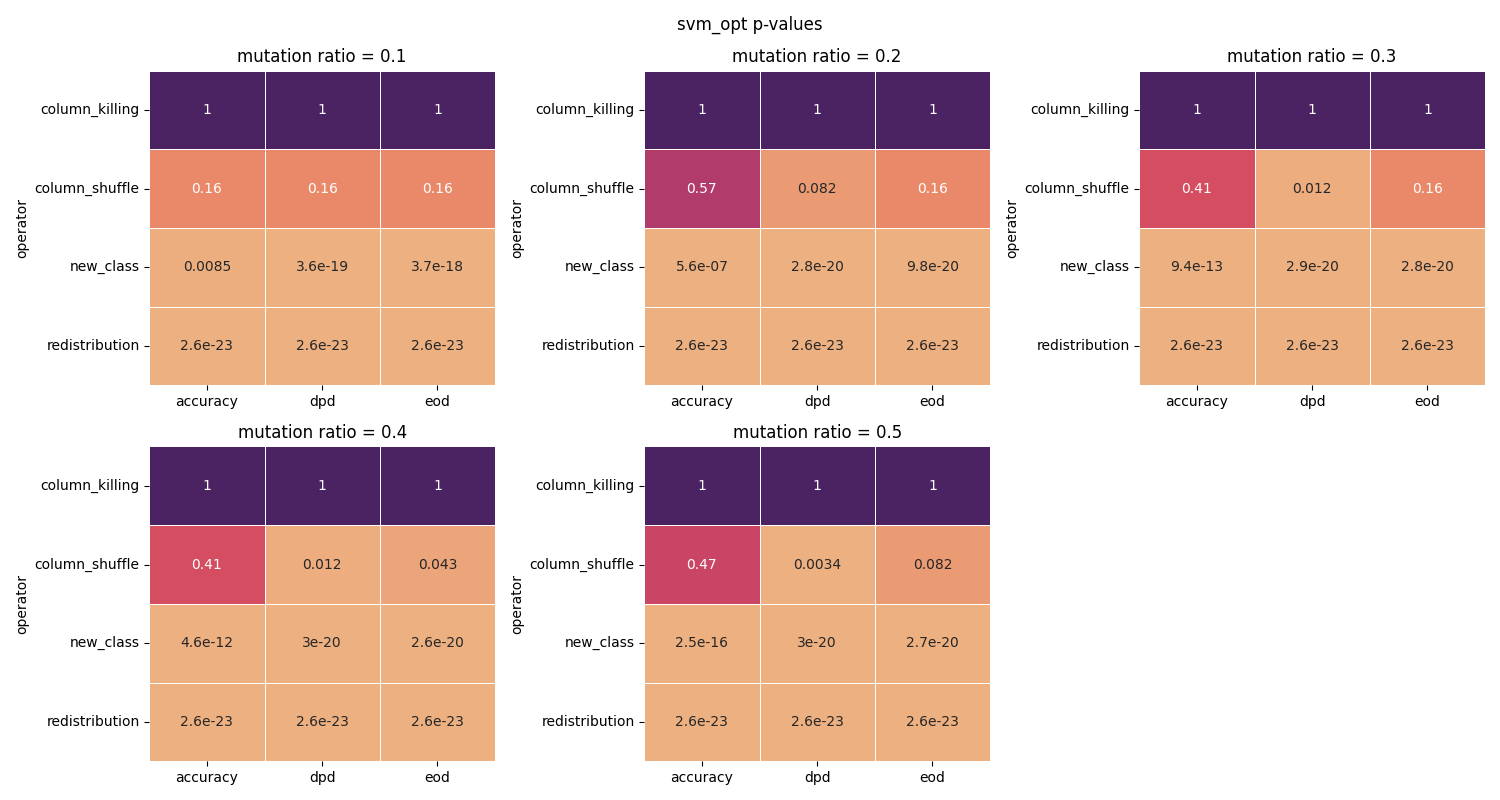 svm_opt p-values
mutation ratio = 0.1
column_killing 1 1 1
column_shuffle 0.16 0.16 0.16
new_class 0.0085 3.6e-19 3.7e-18
redistribution 2.6e-23 2.6e-23 2.6e-23
operator
accuracy dpd eod
mutation ratio = 0.2
column_killing 1 1 1
column_shuffle 0.57 0.082 0.16
new_class 5.6e-07 2.8e-20 9.8e-20
redistribution 2.6e-23 2.6e-23 2.6e-23
operator
accuracy dpd eod
mutation ratio = 0.3
column_killing 1 1 1
column_shuffle 0.41 0.012 0.16
new_class 9.4e-13 2.9e-20 2.8e-20
redistribution 2.6e-23 2.6e-23 2.6e-23
operator
accuracy dpd eod
mutation ratio = 0.4
column_killing 1 1 1
column_shuffle 0.41 0.012 0.043
new_class 4.6e-12 3e-20 2.6e-20
redistribution 2.6e-23 2.6e-23 2.6e-23
operator
accuracy dpd eod
mutation ratio = 0.5
column_killing 1 1 1
column_shuffle 0.47 0.0034 0.082
new_class 2.5e-16 3e-20 2.7e-20
redistribution 2.6e-23 2.6e-23 2.6e-23
operator
accuracy dpd eod